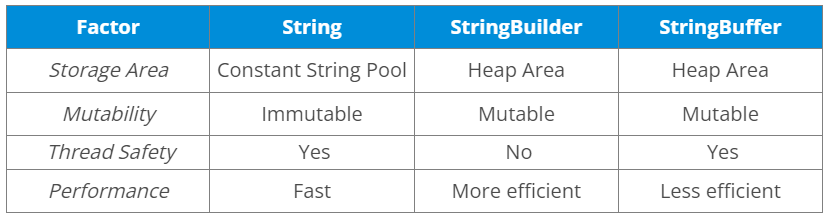 Factor String StringBuilder StringBuffer
Storage Area Constant String Pool Heap Area Heap Area
Mutability Immutable Mutable Mutable
Thread Safety Yes No Yes
Performance Fast More efficient Less efficient